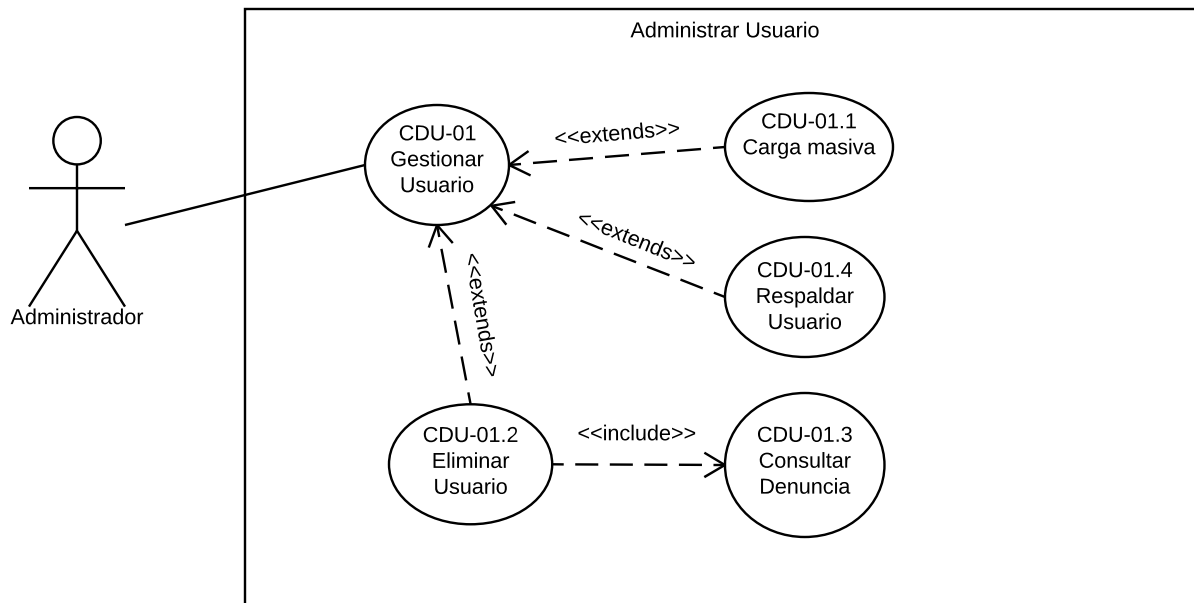 Administrar Usuario
CDU-01
Gestionar
Usuario
<<extends>>
CDU-01.1
Carga masiva
<<extends>>
CDU-01.4
Respaldar
Usuario
Administrador
<<extends>>
CDU-01.2
Eliminar
Usuario
<<include>>
CDU-01.3
Consultar
Denuncia